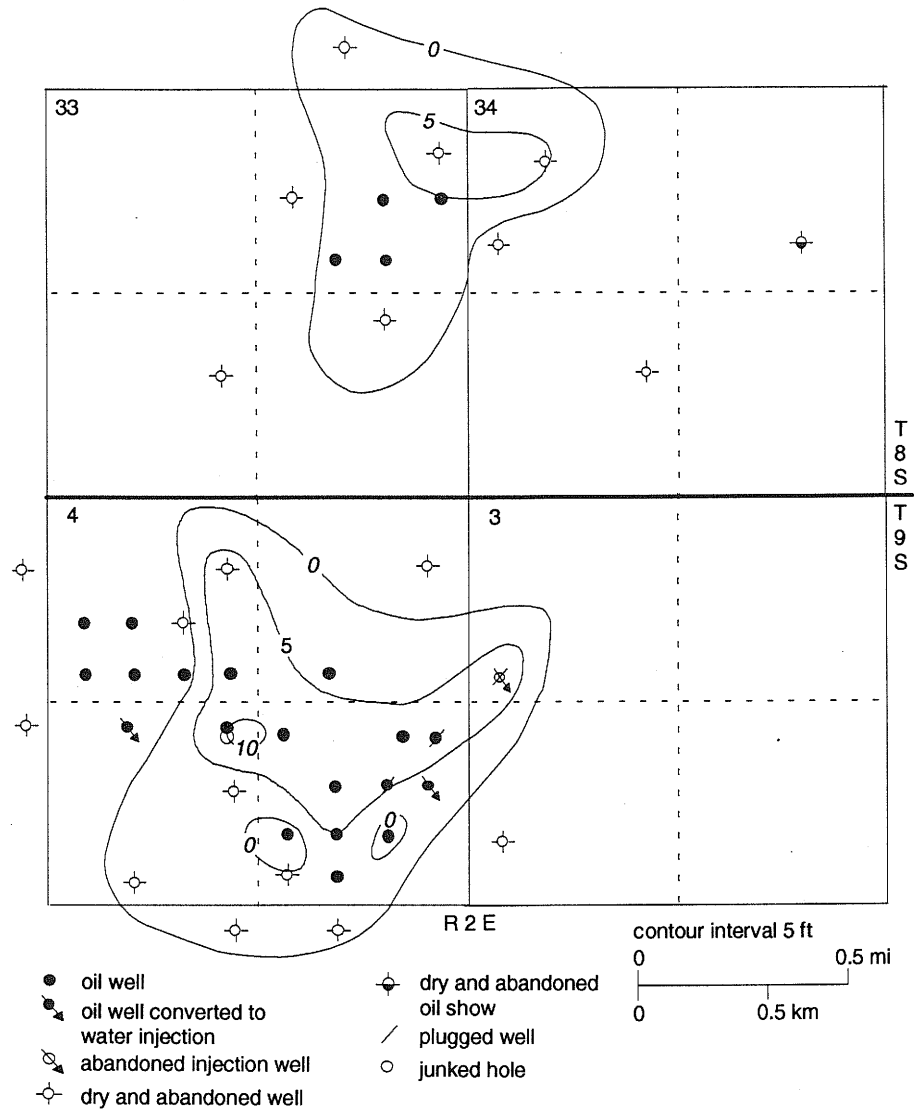 0
33
34
5
T
8
S
4
3
T
9
S
0
5
10
0
0
R 2 E
contour interval 5 ft
0 0.5 mi
0 0.5 km
oil well
oil well converted to
water injection
abandoned injection well
dry and abandoned well
dry and abandoned
oil show
plugged well
junked hole